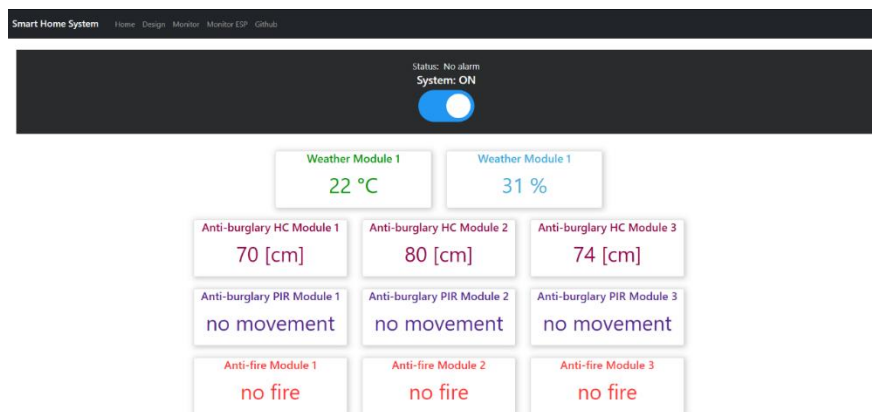 Smart Home System Home Design Monitor Monitor ESP Github
Status: No alarm
System: ON
Weather Module 1 Weather Module 1
22 °C 31 %
Anti-burglary HC Module 1 Anti-burglary HC Module 2 Anti-burglary HC Module 3
70 [cm] 80 [cm] 74 [cm]
Anti-burglary PIR Module 1 Anti-burglary PIR Module 2 Anti-burglary PIR Module 3
no movement no movement no movement
Anti-fire Module 1 Anti-fire Module 2 Anti-fire Module 3
no fire no fire no fire